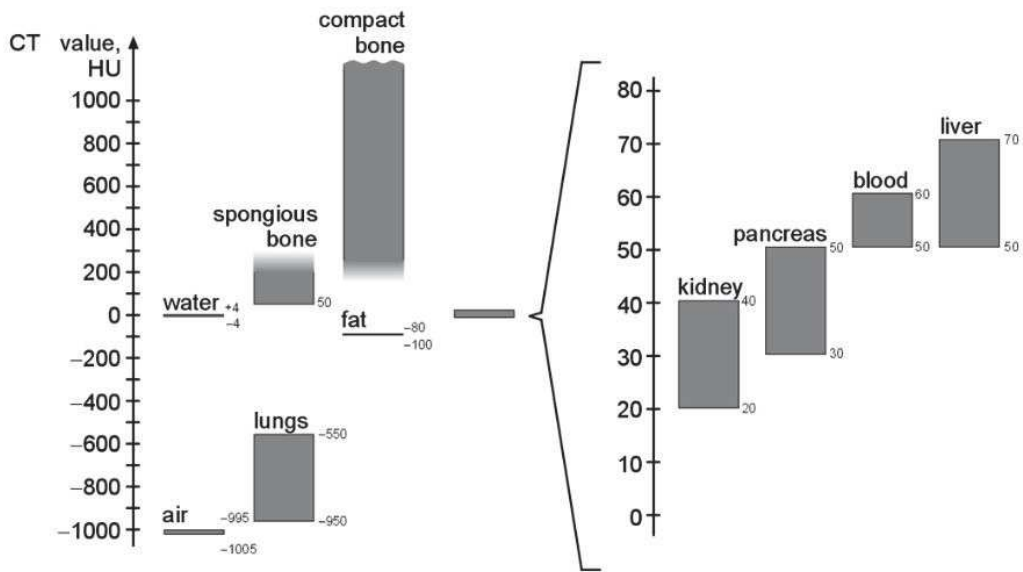 CT value,
HU
1000
800
600
400
200
0
−200
−400
−600
−800
−1000
compact
bone
spongious
bone
50
water
+4
−4
fat
−80
−100
lungs
−550
−950
air
−995
−1005
80
70
60
50
40
30
20
10
0
kidney
40
20
pancreas
50
30
blood
60
50
liver
70
50